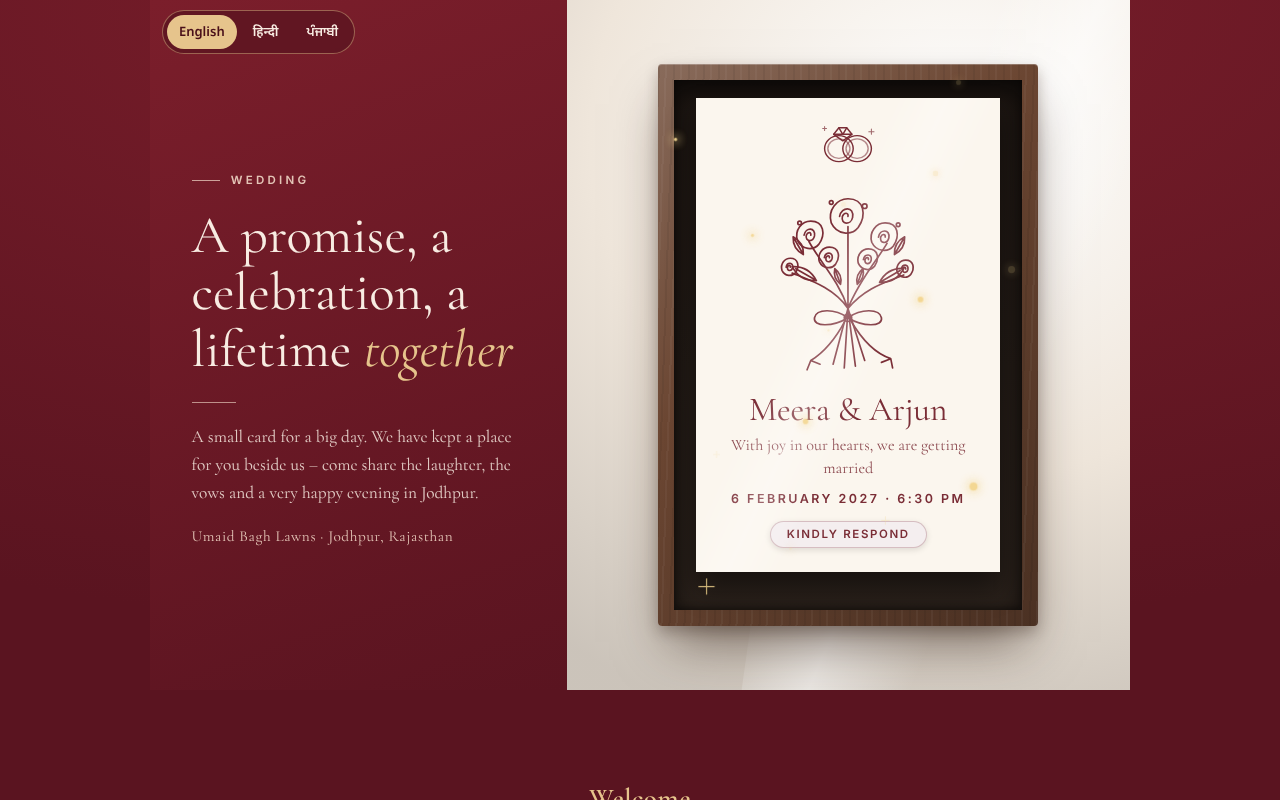 English
हिन्दी
ਪੰਜਾਬੀ
WEDDING
A promise, a
celebration, a
lifetime together
A small card for a big day. We have kept a place
for you beside us – come share the laughter, the
vows and a very happy evening in Jodhpur.
Umaid Bagh Lawns · Jodhpur, Rajasthan
Meera & Arjun
With joy in our hearts, we are getting
married
6 FEBRUARY 2027 · 6:30 PM
KINDLY RESPOND
Welcome